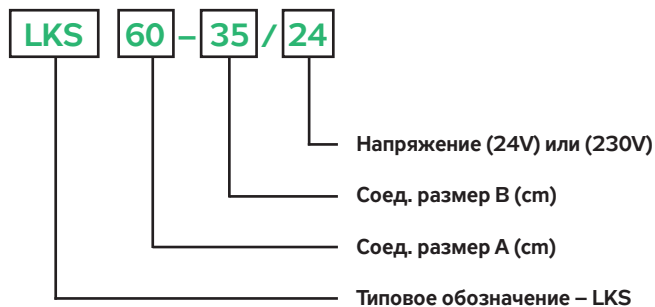 LKS 60 – 35 / 24
Напряжение (24V) или (230V)
Соед. размер B (cm)
Соед. размер A (cm)
Типовое обозначение – LKS